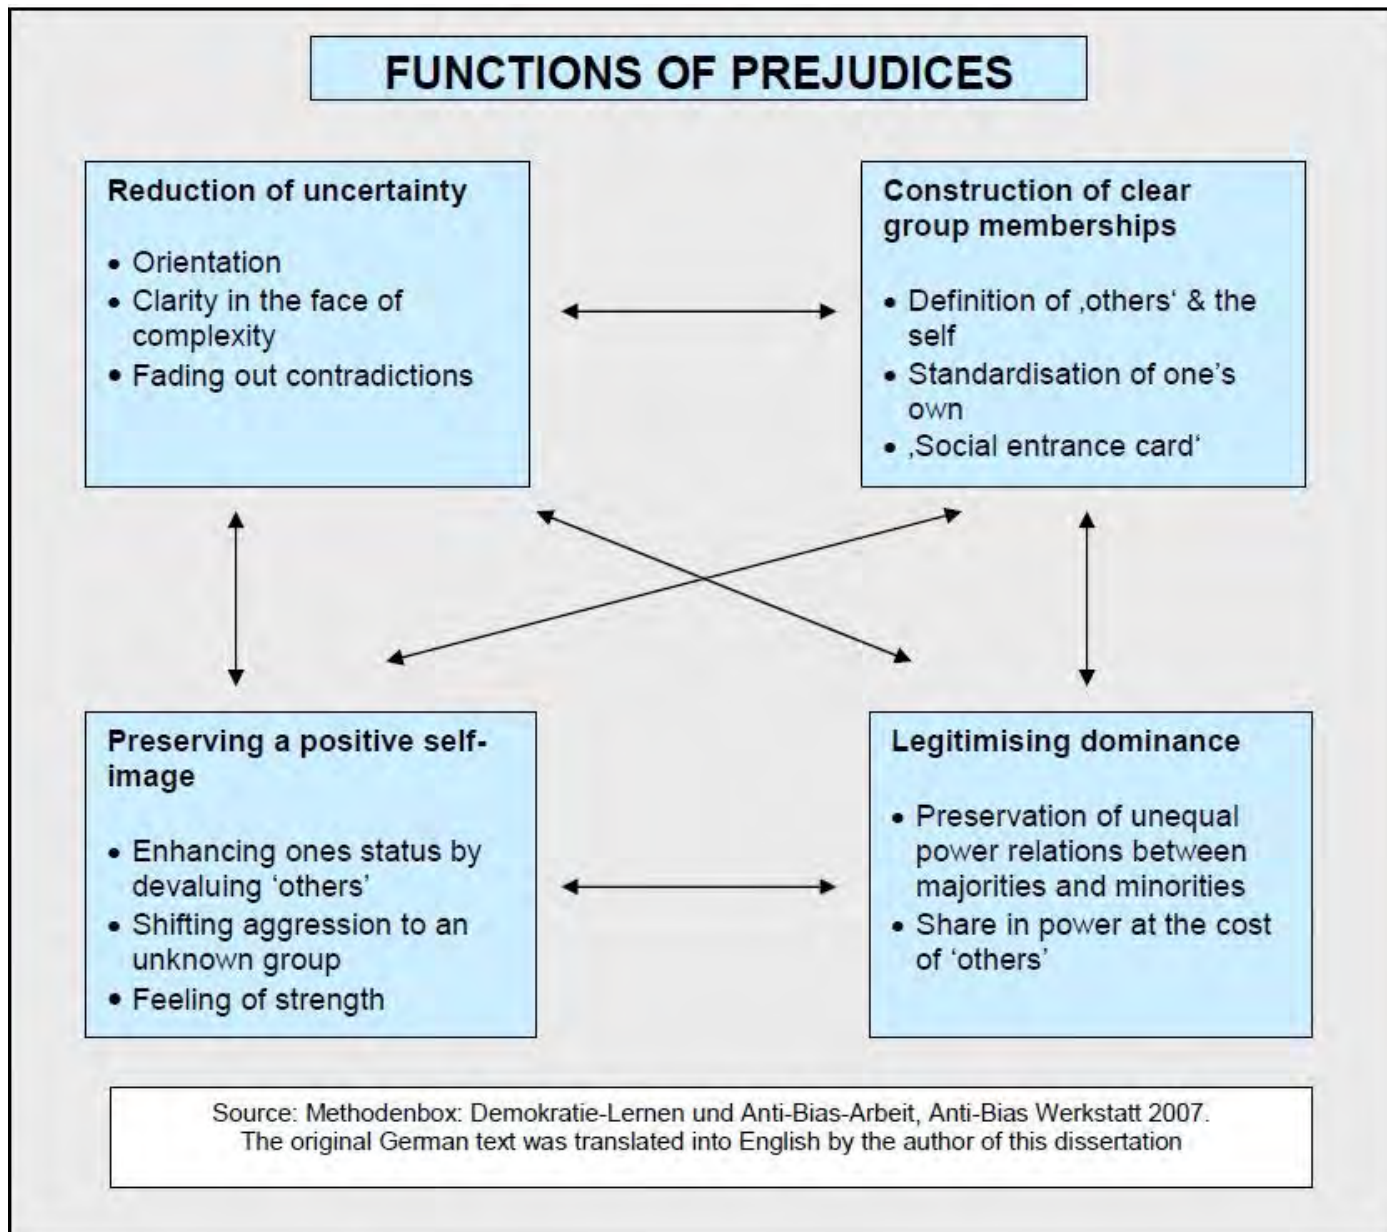 FUNCTIONS OF PREJUDICES
Reduction of uncertainty
• Orientation
• Clarity in the face of
complexity
• Fading out contradictions
Construction of clear
group memberships
• Definition of ‚others‘ & the
self
• Standardisation of one’s
own
• ‚Social entrance card‘
Preserving a positive self-
image
• Enhancing ones status by
devaluing ‘others’
• Shifting aggression to an
unknown group
• Feeling of strength
Legitimising dominance
• Preservation of unequal
power relations between
majorities and minorities
• Share in power at the cost
of ‘others’
Source: Methodenbox: Demokratie-Lernen und Anti-Bias-Arbeit, Anti-Bias Werkstatt 2007.
The original German text was translated into English by the author of this dissertation